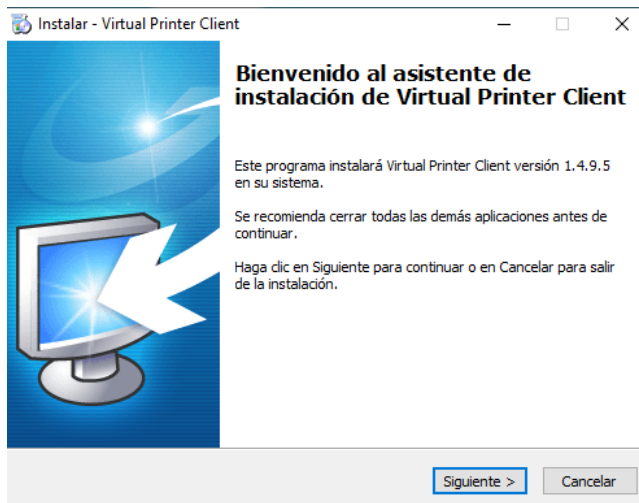 Instalar - Virtual Printer Client
Bienvenido al asistente de
instalación de Virtual Printer Client
Este programa instalará Virtual Printer Client versión 1.4.9.5
en su sistema.
Se recomienda cerrar todas las demás aplicaciones antes de
continuar.
Haga clic en Siguiente para continuar o en Cancelar para salir
de la instalación.
Siguiente >
Cancelar